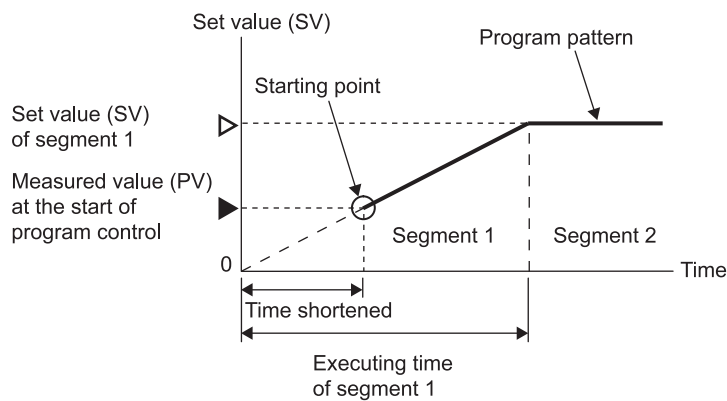 Set value (SV)
Program pattern
Starting point
Set value (SV)
of segment 1
Measured value (PV)
at the start of
program control
Segment 1
Segment 2
0
Time
Time shortened
Executing time
of segment 1